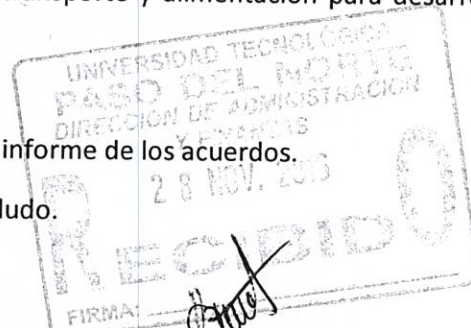 transporte y alimentación para desarr
UNIVERSIDAD TECNOLÓGICA
PASO DEL NORTE
DIRECCIÓN DE ADMINISTRACIÓN
Y FINANZAS
informe de los acuerdos.
28 NOV. 2016
ludo.
RECIBIDO
FIRMA: